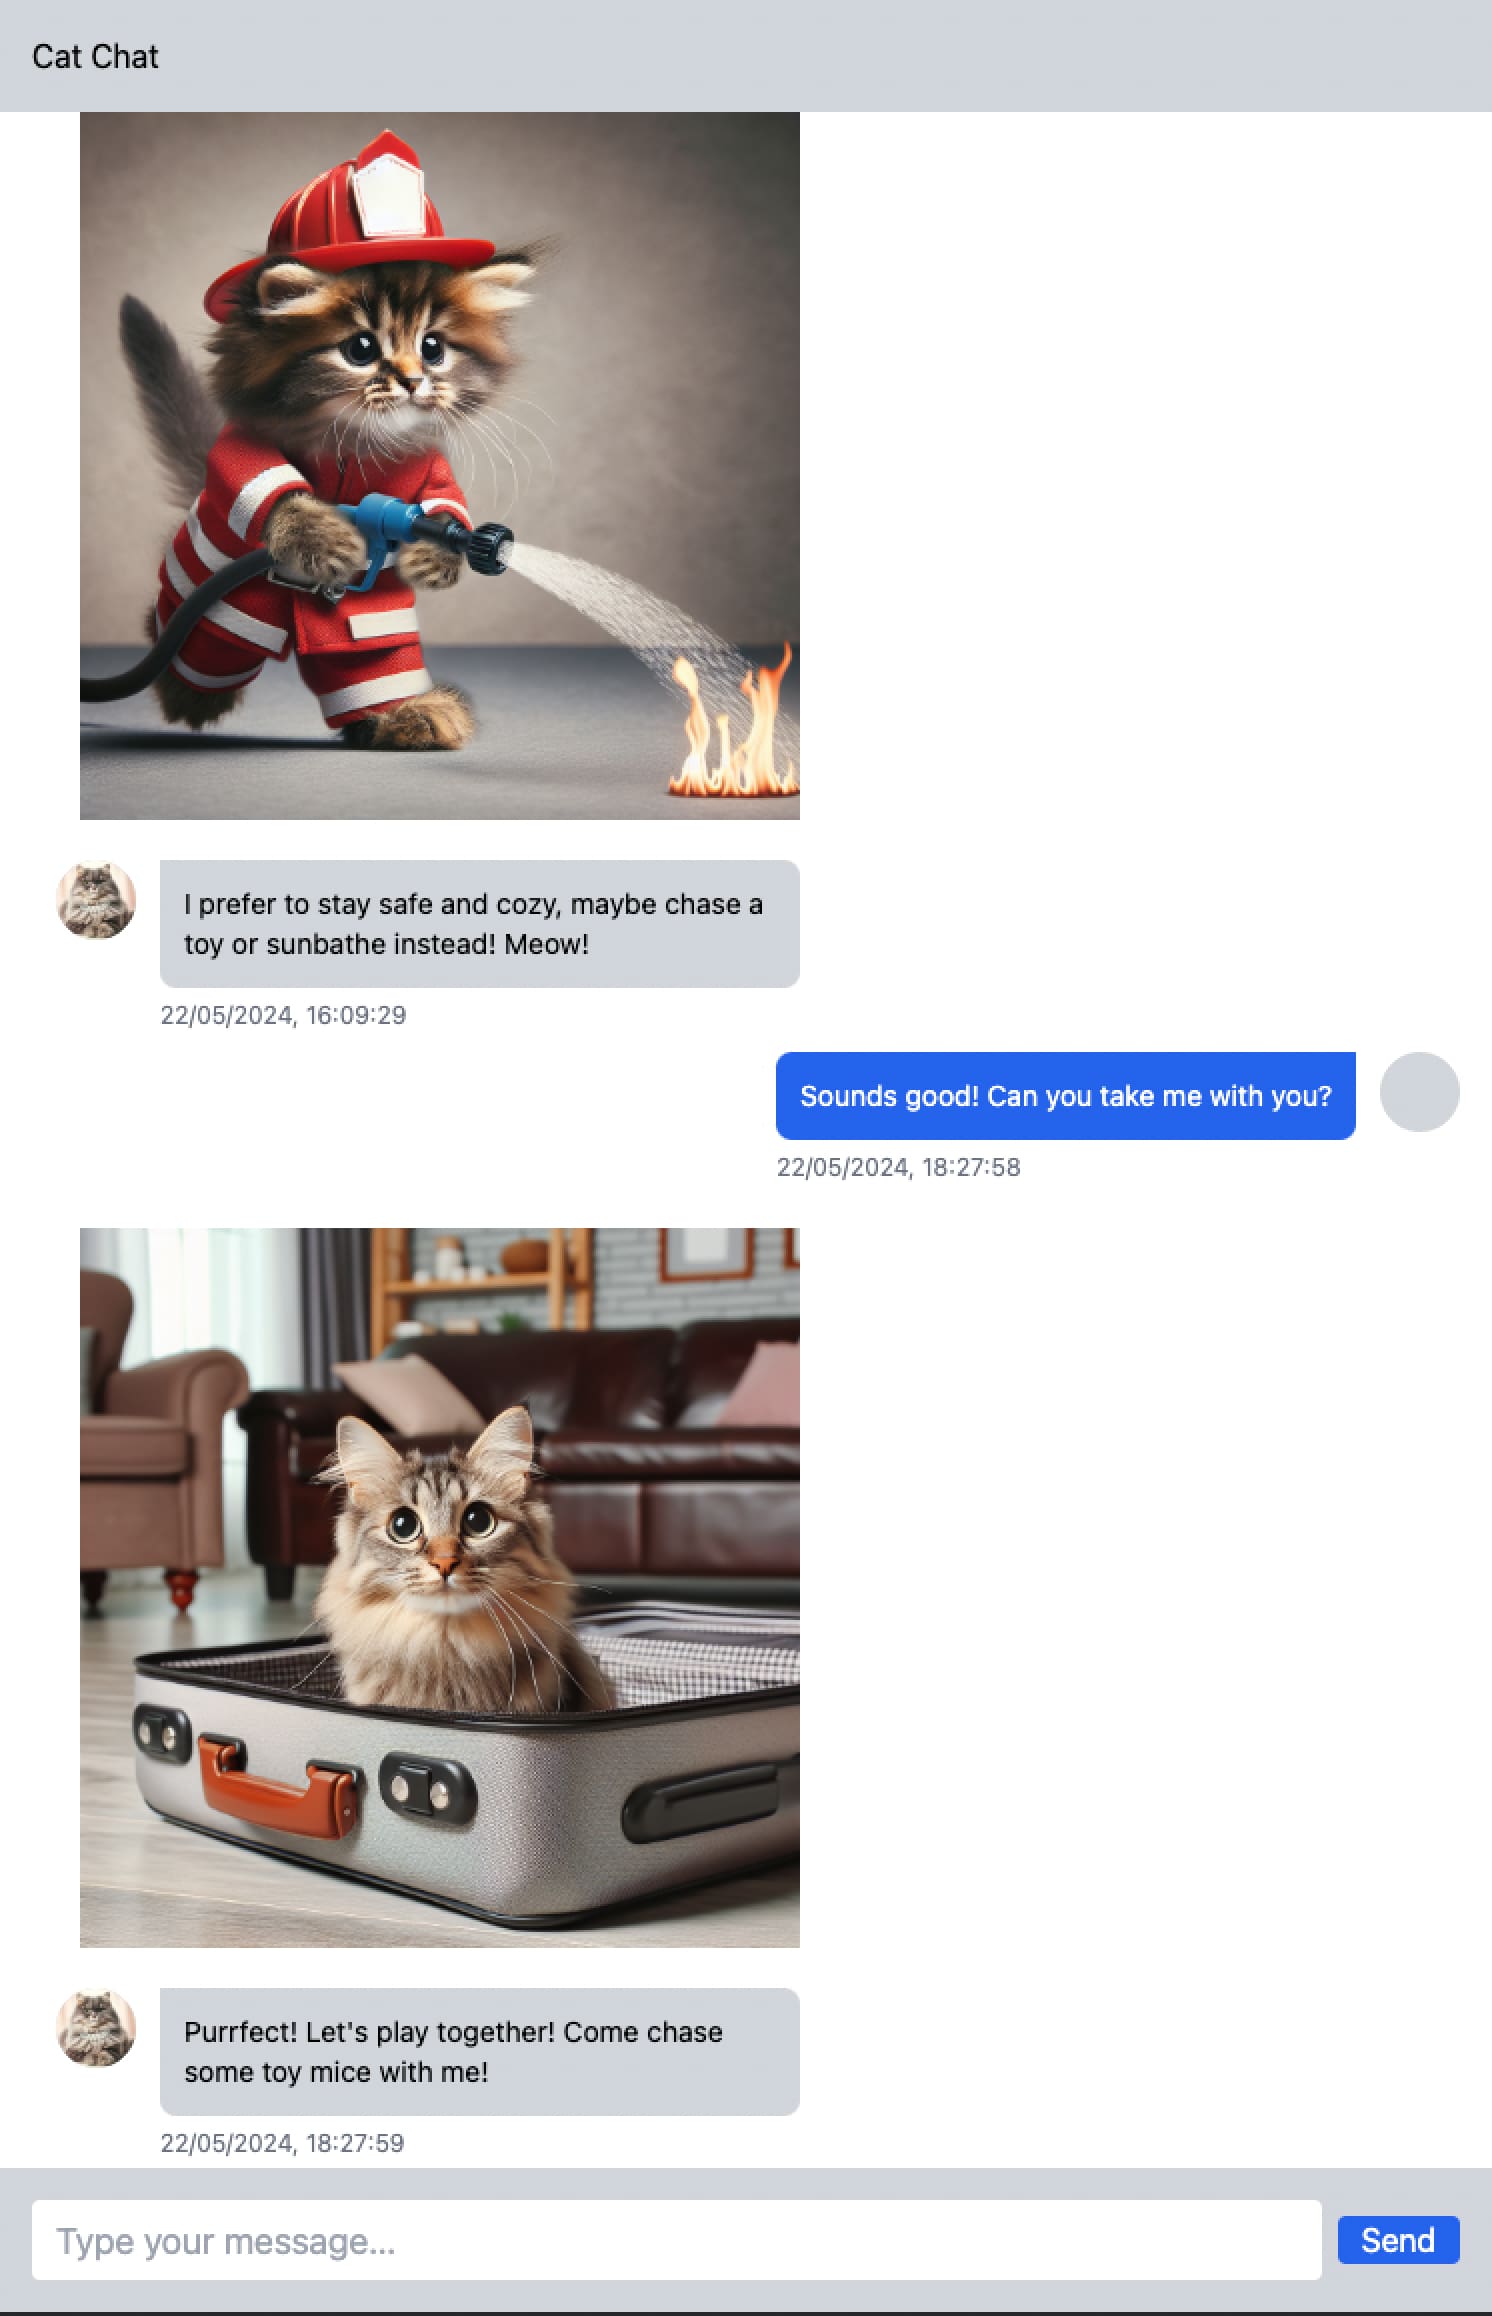 Cat Chat
I prefer to stay safe and cozy, maybe chase a
toy or sunbathe instead! Meow!
22/05/2024, 16:09:29
Sounds good! Can you take me with you?
22/05/2024, 18:27:58
Purrfect! Let's play together! Come chase
some toy mice with me!
22/05/2024, 18:27:59
Type your message...
Send